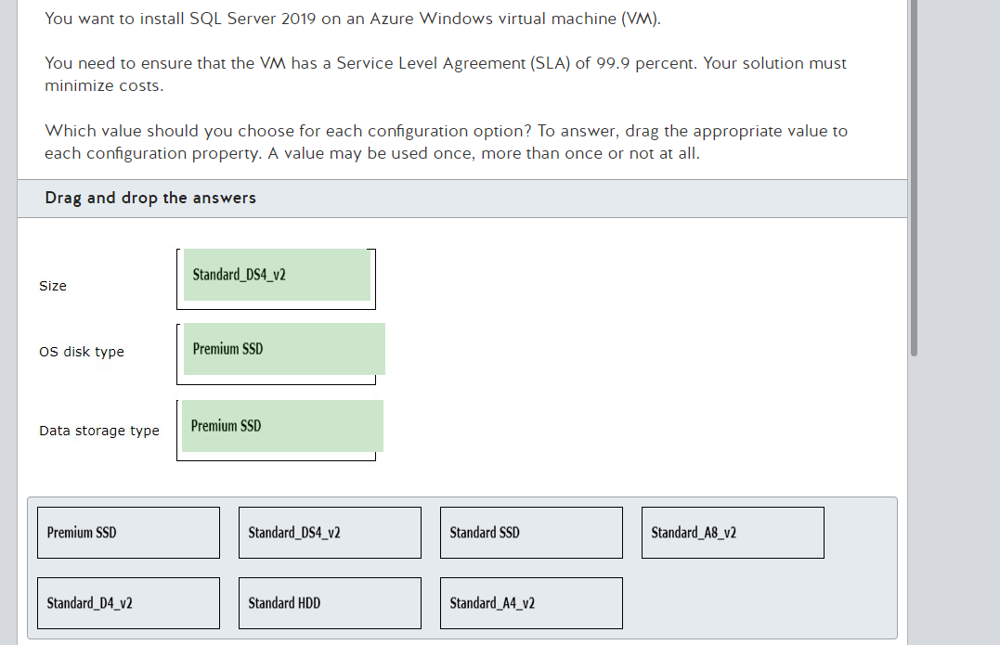 You want to install SQL Server 2019 on an Azure Windows virtual machine (VM).
You need to ensure that the VM has a Service Level Agreement (SLA) of 99.9 percent. Your solution must
minimize costs.
Which value should you choose for each configuration option? To answer, drag the appropriate value to
each configuration property. A value may be used once, more than once or not at all.
Drag and drop the answers
Size
Standard_DS4_v2
OS disk type
Premium SSD
Data storage type
Premium SSD
Premium SSD
Standard_DS4_v2
Standard SSD
Standard_A8_v2
Standard_D4_v2
Standard HDD
Standard_A4_v2